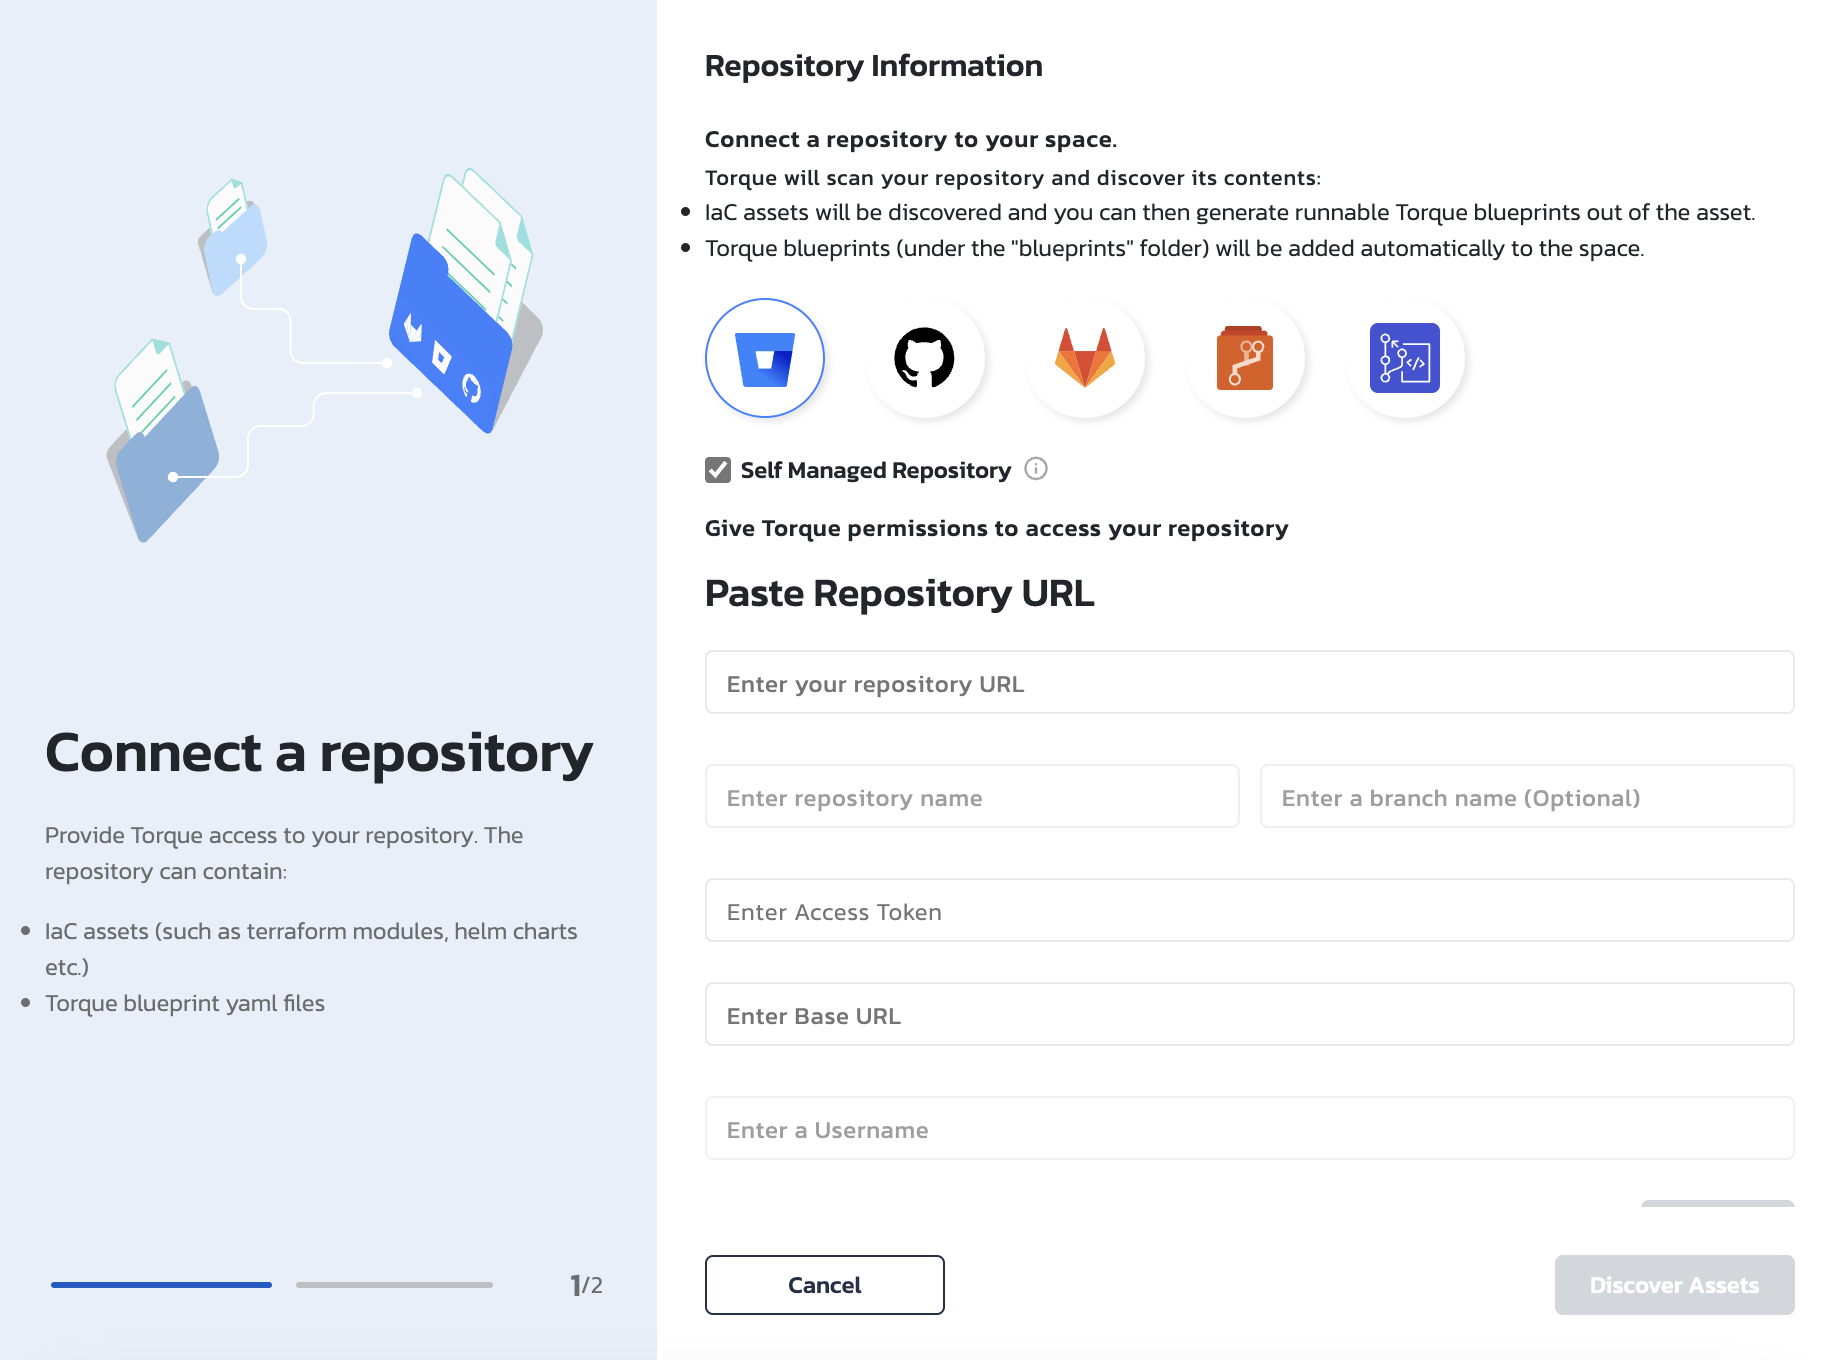 Connect a repository
Provide Torque access to your repository. The
repository can contain:
IaC assets (such as terraform modules, helm charts
etc.)
Torque blueprint yaml files
1/2
Repository Information
Connect a repository to your space.
Torque will scan your repository and discover its contents:
IaC assets will be discovered and you can then generate runnable Torque blueprints out of the asset.
Torque blueprints (under the "blueprints" folder) will be added automatically to the space.
Self Managed Repository
Give Torque permissions to access your repository
Paste Repository URL
Enter your repository URL
Enter repository name
Enter a branch name (Optional)
Enter Access Token
Enter Base URL
Enter a Username
Cancel
Discover Assets